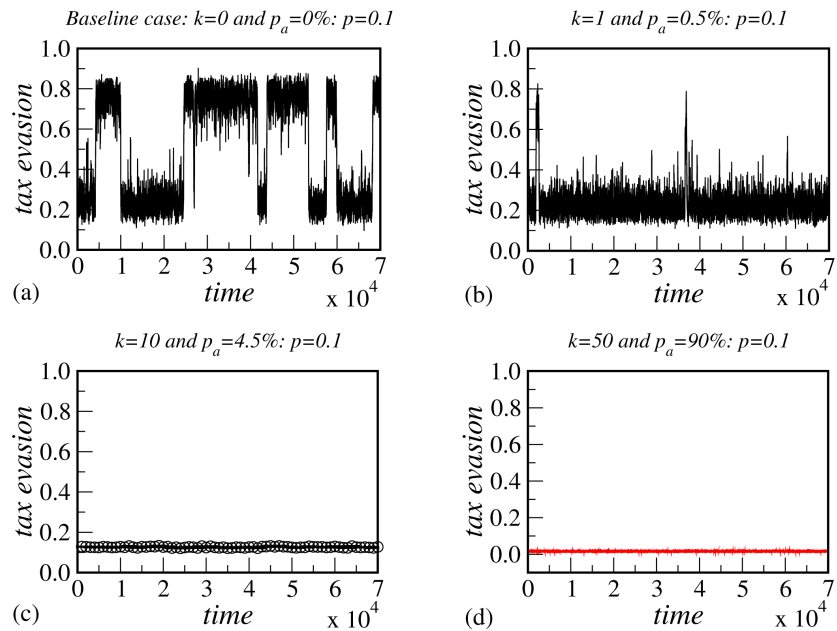 Baseline case: k=0 and p_a=0%: p=0.1
1.0
0.8
0.6
0.4
0.2
0.0
tax evasion
0 1 2 3 4 5 6 7
(a)
time
x 10^4
k=1 and p_a=0.5%: p=0.1
1.0
0.8
0.6
0.4
0.2
0.0
tax evasion
0 1 2 3 4 5 6 7
(b)
time
x 10^4
k=10 and p_a=4.5%: p=0.1
1.0
0.8
0.6
0.4
0.2
0.0
tax evasion
0 1 2 3 4 5 6 7
(c)
time
x 10^4
k=50 and p_a=90%: p=0.1
1.0
0.8
0.6
0.4
0.2
0.0
tax evasion
0 1 2 3 4 5 6 7
(d)
time
x 10^4